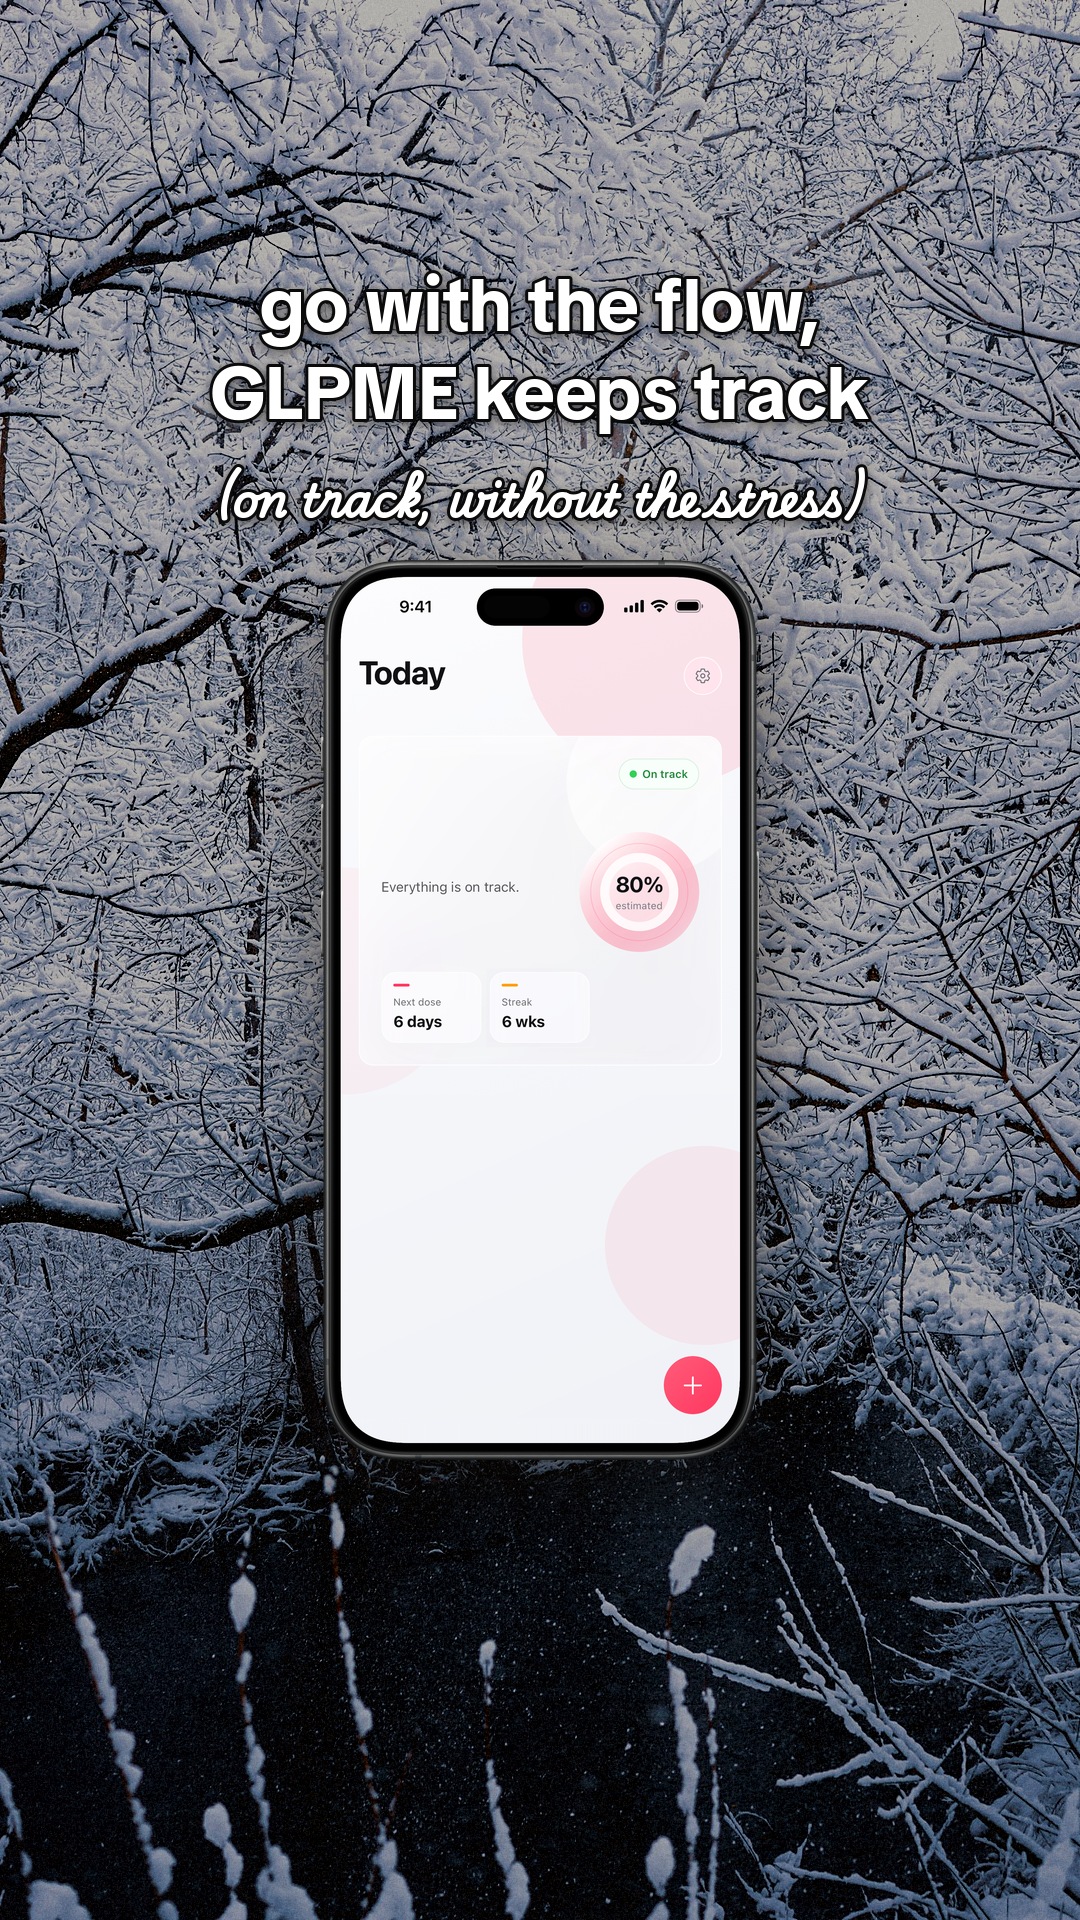 go with the flow,
GLPME keeps track
(on track, without the stress)
9:41
Today
On track
Everything is on track.
80%
estimated
Next dose
6 days
Streak
6 wks